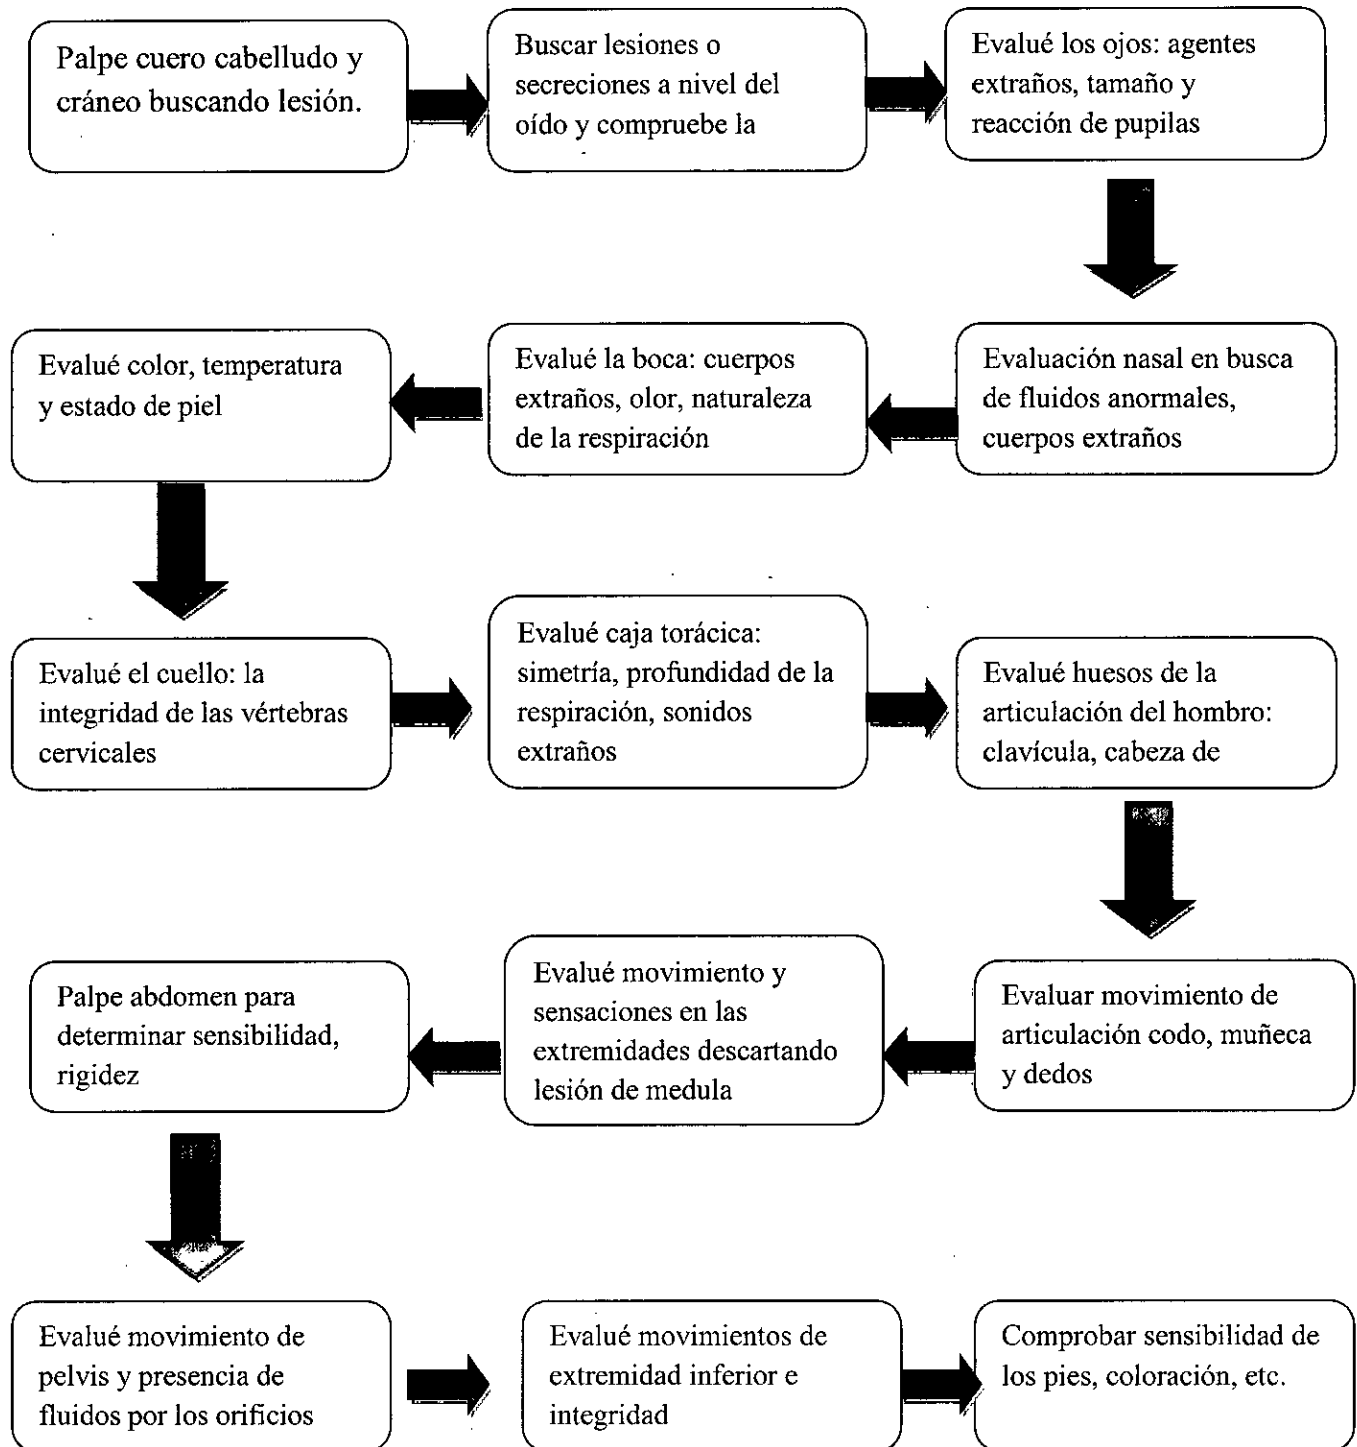 Palpe cuero cabelludo y
cráneo buscando lesión.
Buscar lesiones o
secreciones a nivel del
oído y compruebe la
Evalué los ojos: agentes
extraños, tamaño y
reacción de pupilas
Evaluación nasal en busca
de fluidos anormales,
cuerpos extraños
Evalué la boca: cuerpos
extraños, olor, naturaleza
de la respiración
Evalué color, temperatura
y estado de piel
Evalué el cuello: la
integridad de las vértebras
cervicales
Evalué caja torácica:
simetría, profundidad de la
respiración, sonidos
extraños
Evalué huesos de la
articulación del hombro:
clavícula, cabeza de
Evaluar movimiento de
articulación codo, muñeca
y dedos
Evalué movimiento y
sensaciones en las
extremidades descartando
lesión de medula
Palpe abdomen para
determinar sensibilidad,
rigidez
Evalué movimiento de
pelvis y presencia de
fluidos por los orificios
Evalué movimientos de
extremidad inferior e
integridad
Comprobar sensibilidad de
los pies, coloración, etc.